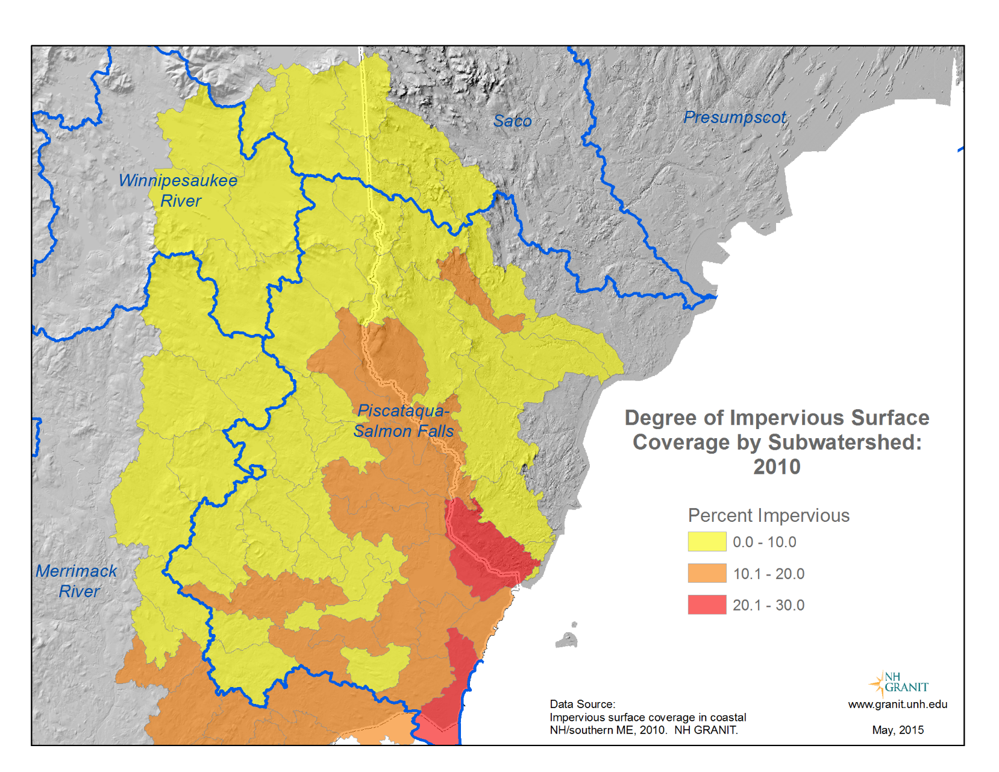 Saco
Presumpscot
Winnipesaukee
River
Piscataqua-
Salmon Falls
Merrimack
River
Degree of Impervious Surface
Coverage by Subwatershed:
2010
Percent Impervious
0.0 - 10.0
10.1 - 20.0
20.1 - 30.0
NH
GRANIT
www.granit.unh.edu
Data Source:
Impervious surface coverage in coastal
NH/southern ME, 2010.  NH GRANIT.
May, 2015